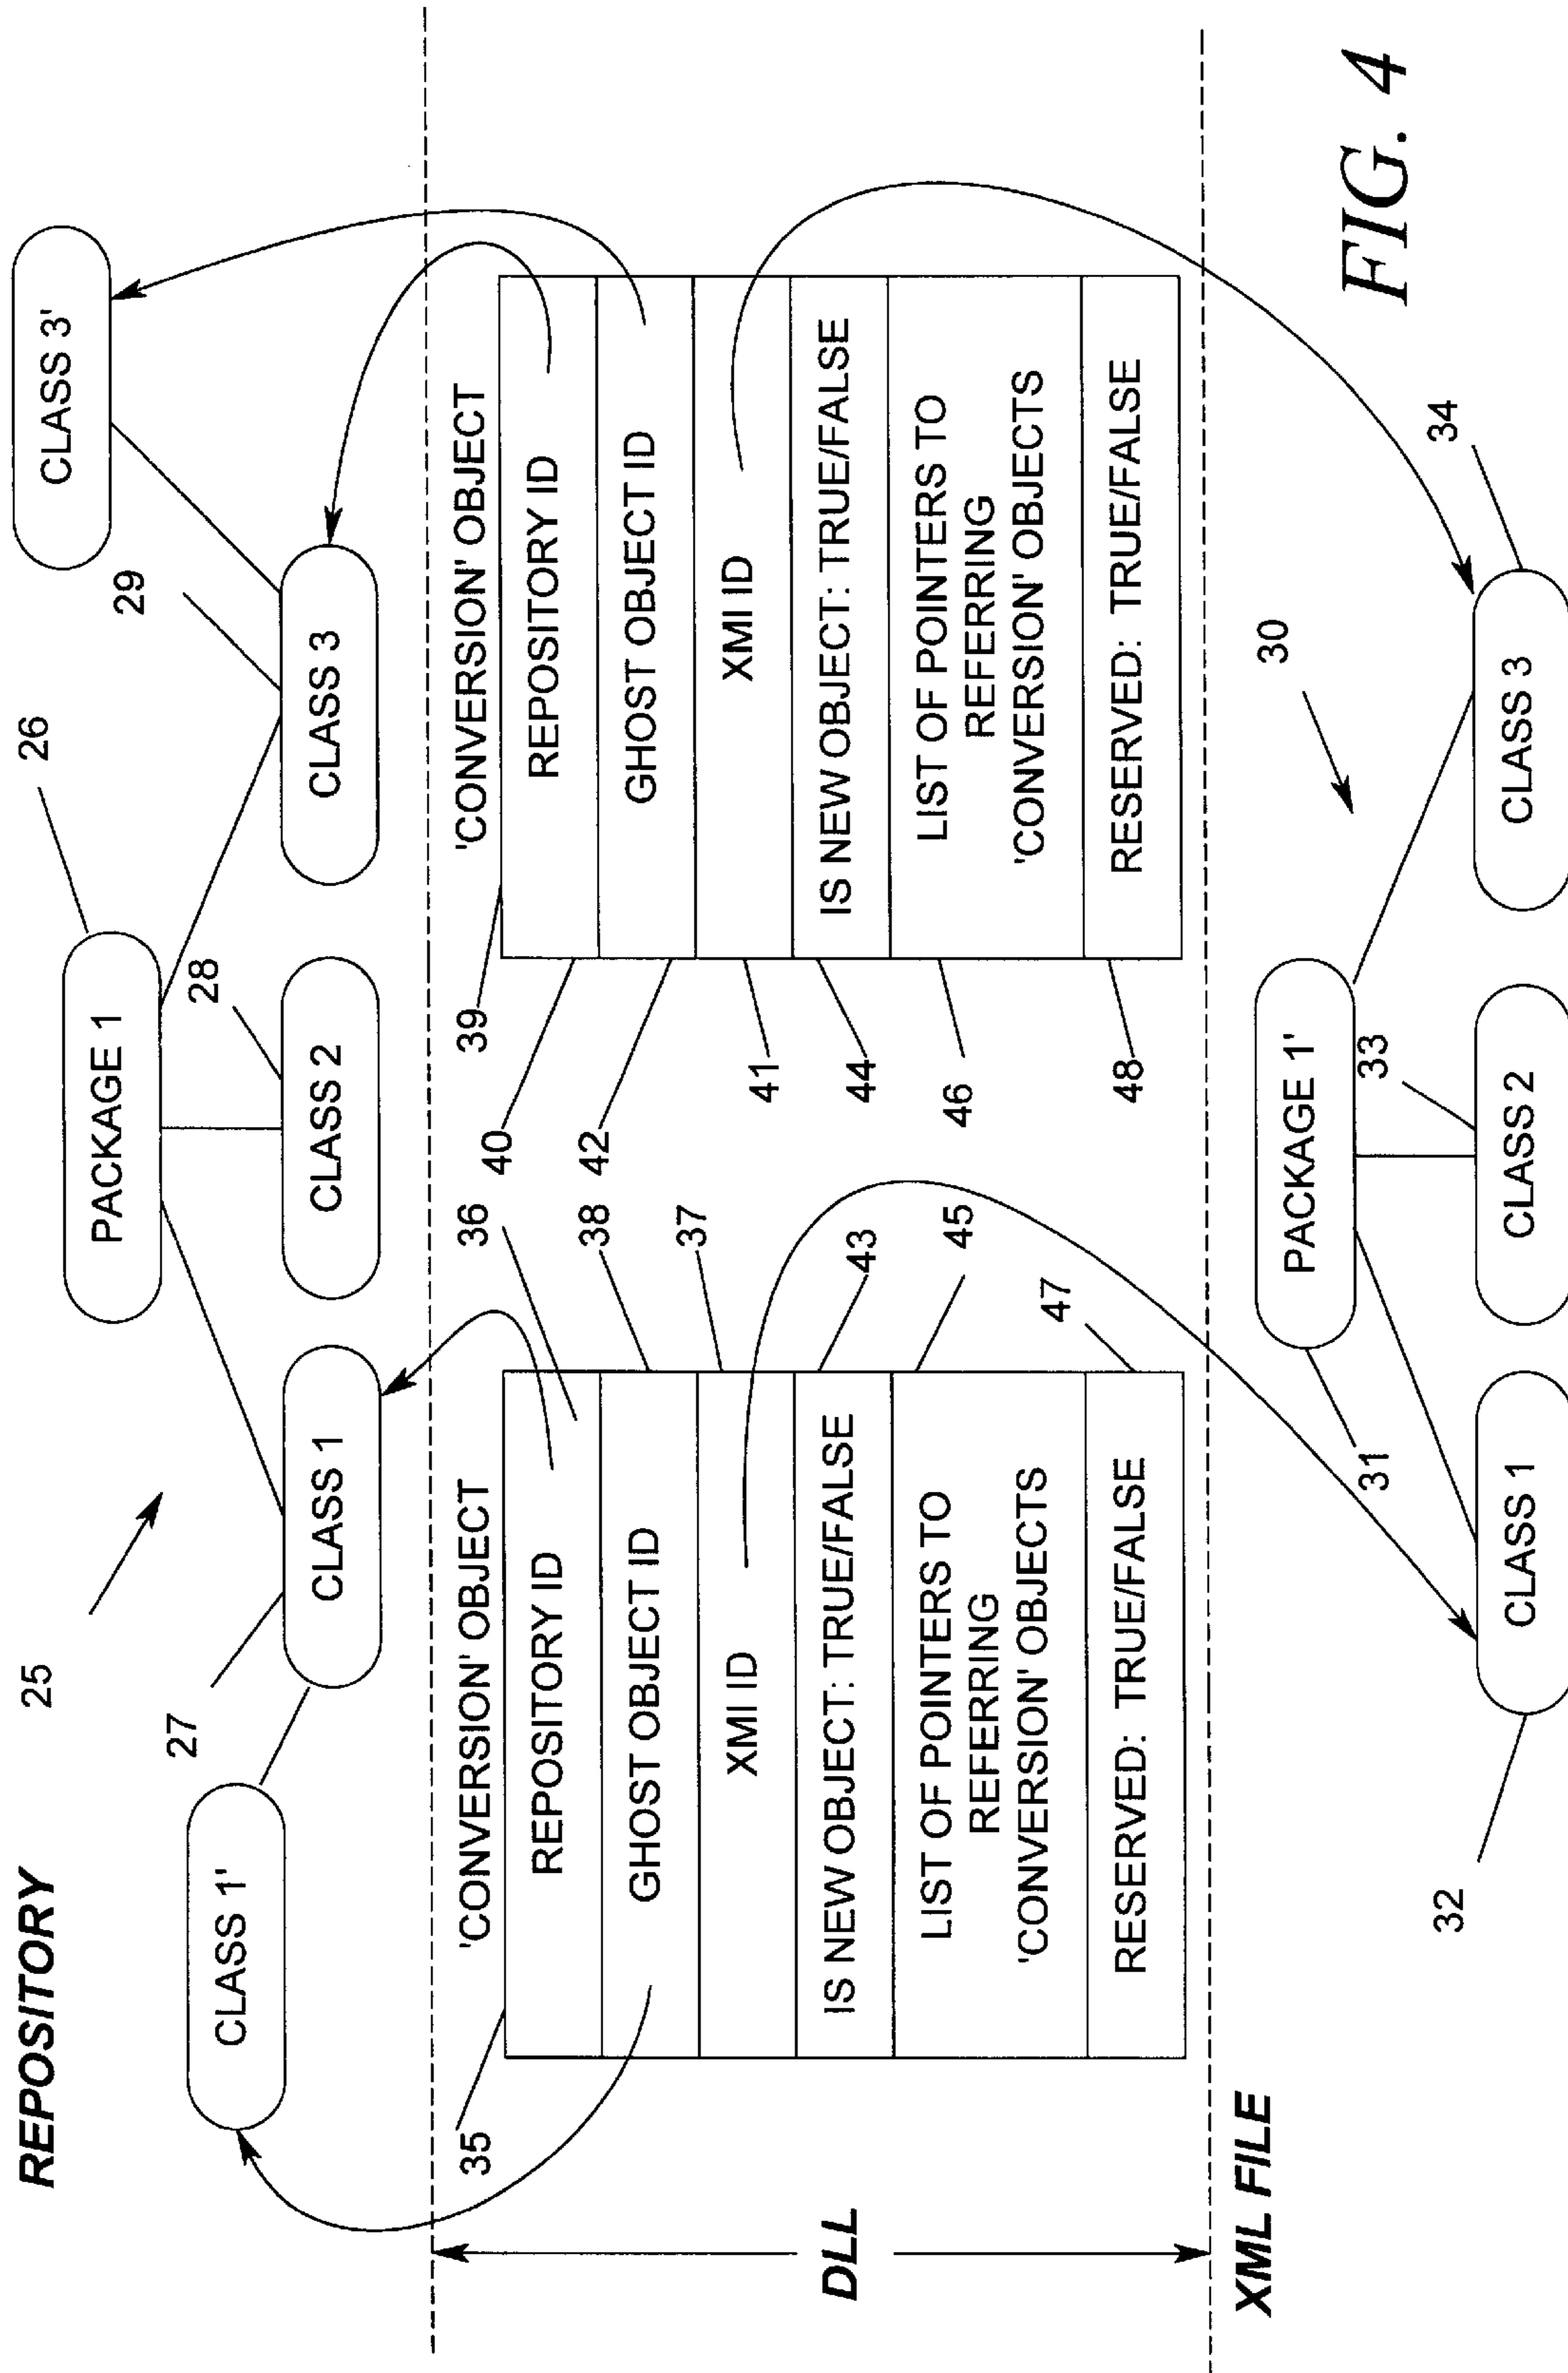 REPOSITORY
25
26
CLASS 3'
PACKAGE 1
29
28
27
CLASS 1'
CLASS 1
CLASS 2
CLASS 3
'CONVERSION' OBJECT
35
REPOSITORY ID
36
GHOST OBJECT ID
38
XMI ID
37
IS NEW OBJECT: TRUE/FALSE
43
LIST OF POINTERS TO
REFERRING
'CONVERSION' OBJECTS
45
RESERVED: TRUE/FALSE
47
'CONVERSION' OBJECT
39
40
REPOSITORY ID
42
GHOST OBJECT ID
41
XMI ID
44
IS NEW OBJECT: TRUE/FALSE
46
LIST OF POINTERS TO
REFERRING
'CONVERSION' OBJECTS
48
RESERVED: TRUE/FALSE
DLL
XML FILE
30
PACKAGE 1'
31
33
34
32
CLASS 1
CLASS 2
CLASS 3
FIG. 4